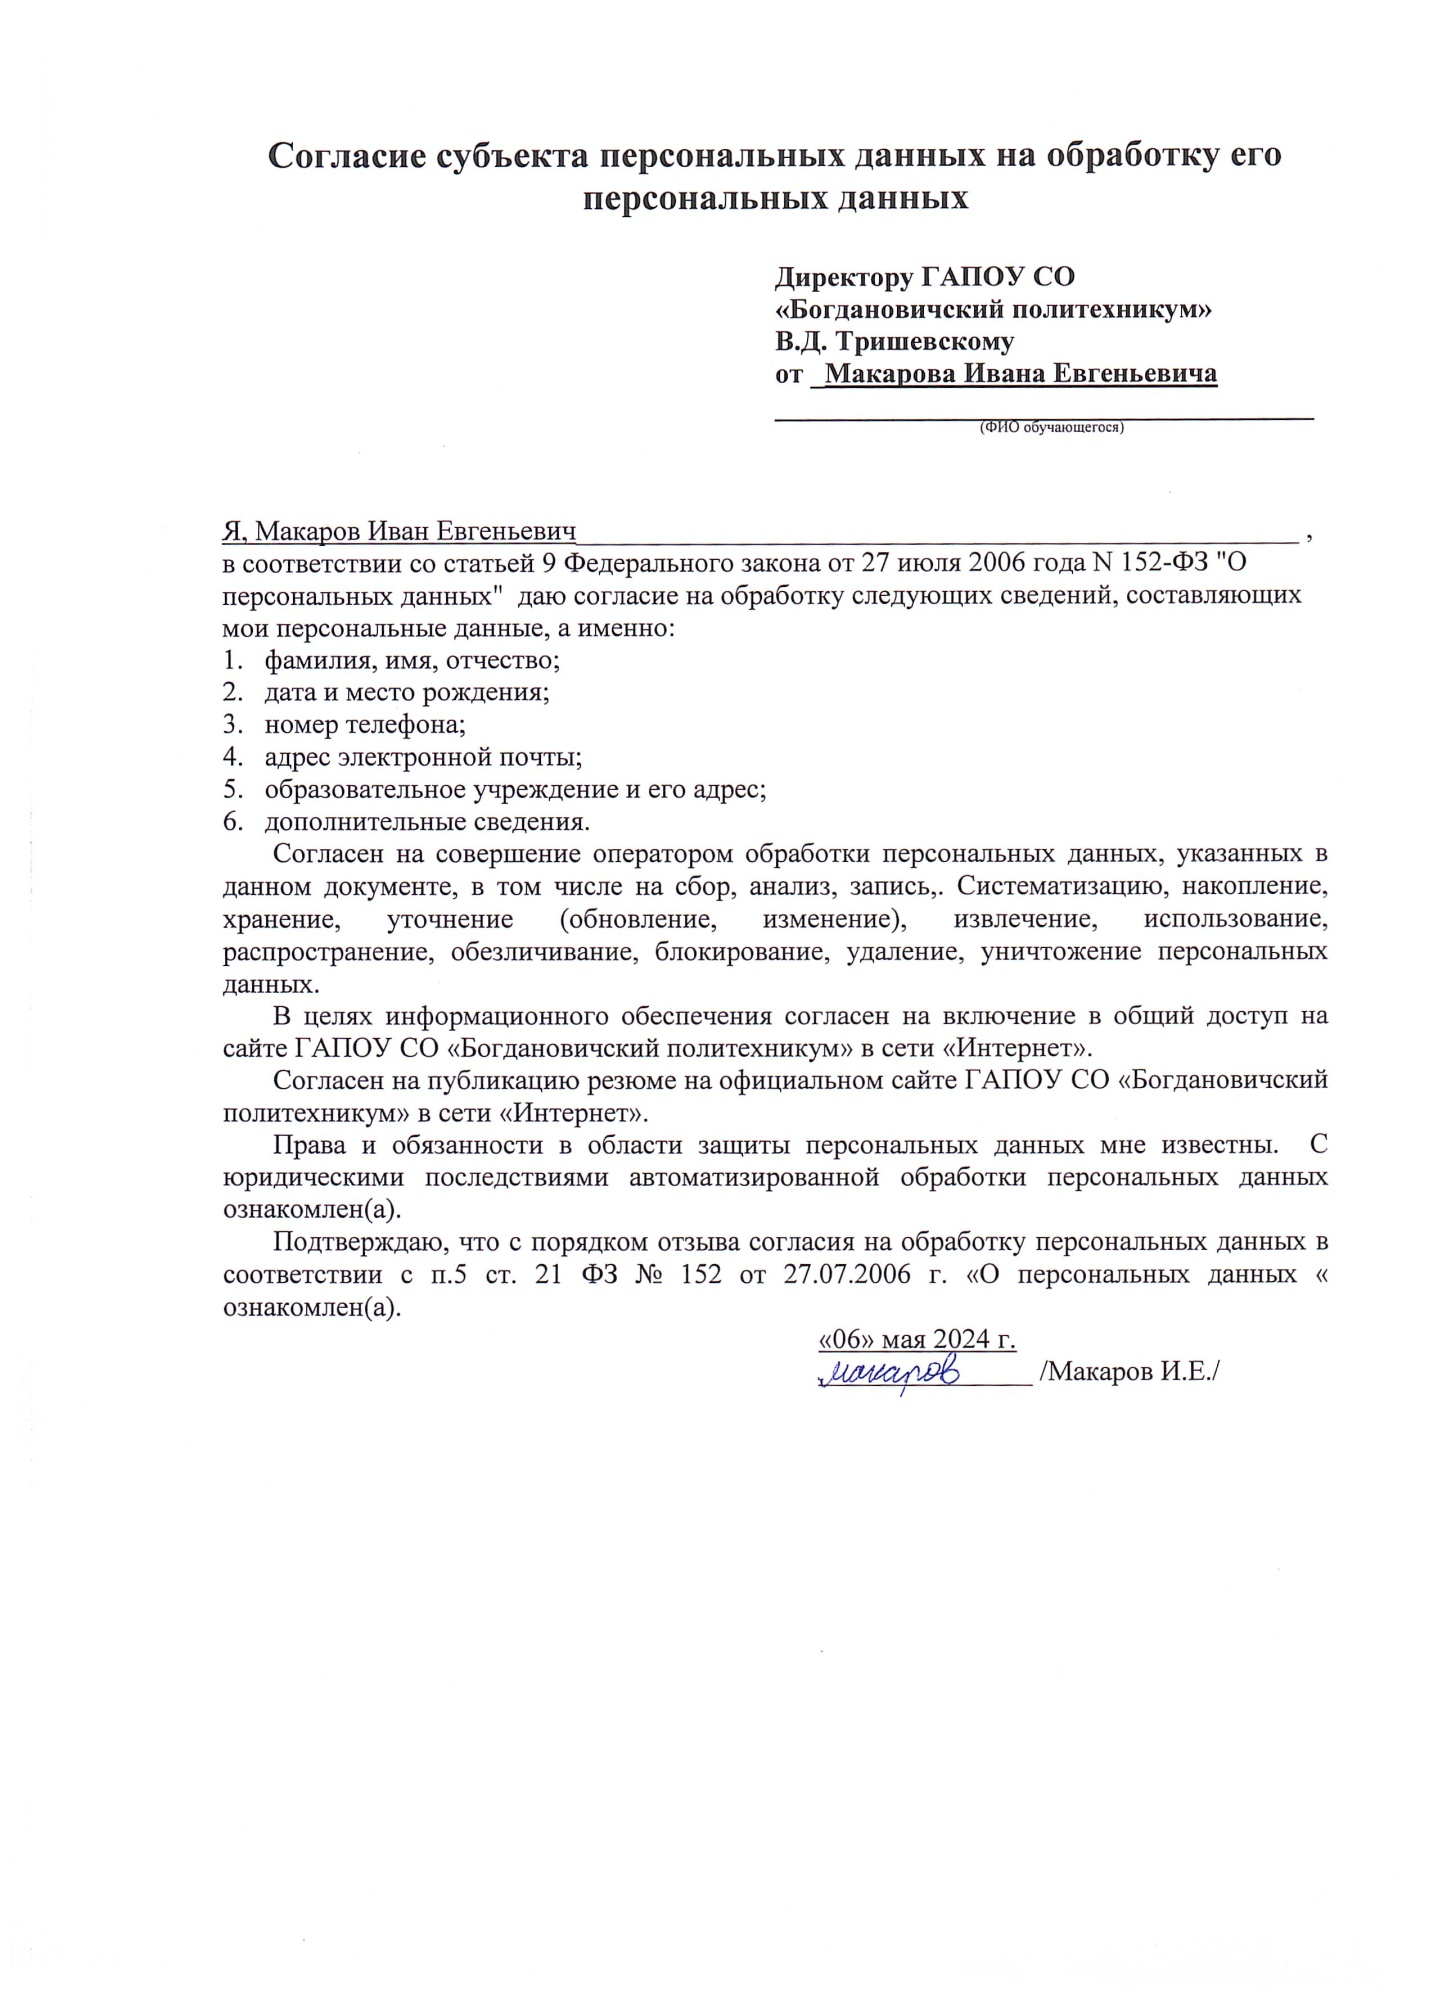 Согласие субъекта персональных данных на обработку его
персональных данных
Директору ГАПОУ СО
«Богдановичский политехникум»
В.Д. Тришевскому
от   Макарова Ивана Евгеньевича
(ФИО обучающегося)
Я, Макаров Иван Евгеньевич ,
в соответствии со статьей 9 Федерального закона от 27 июля 2006 года N 152-ФЗ "О
персональных данных"  даю согласие на обработку следующих сведений, составляющих
мои персональные данные, а именно:
1. фамилия, имя, отчество;
2. дата и место рождения;
3. номер телефона;
4. адрес электронной почты;
5. образовательное учреждение и его адрес;
6. дополнительные сведения.
Согласен на совершение оператором обработки персональных данных, указанных в
данном документе, в том числе на сбор, анализ, запись,. Систематизацию, накопление,
хранение, уточнение (обновление, изменение), извлечение, использование,
распространение, обезличивание, блокирование, удаление, уничтожение персональных
данных.
В целях информационного обеспечения согласен на включение в общий доступ на
сайте ГАПОУ СО «Богдановичский политехникум» в сети «Интернет».
Согласен на публикацию резюме на официальном сайте ГАПОУ СО «Богдановичский
политехникум» в сети «Интернет».
Права и обязанности в области защиты персональных данных мне известны.  С
юридическими последствиями автоматизированной обработки персональных данных
ознакомлен(а).
Подтверждаю, что с порядком отзыва согласия на обработку персональных данных в
соответствии с п.5 ст. 21 ФЗ № 152 от 27.07.2006 г. «О персональных данных «
ознакомлен(а).
«06» мая 2024 г.
Макаров /Макаров И.Е./